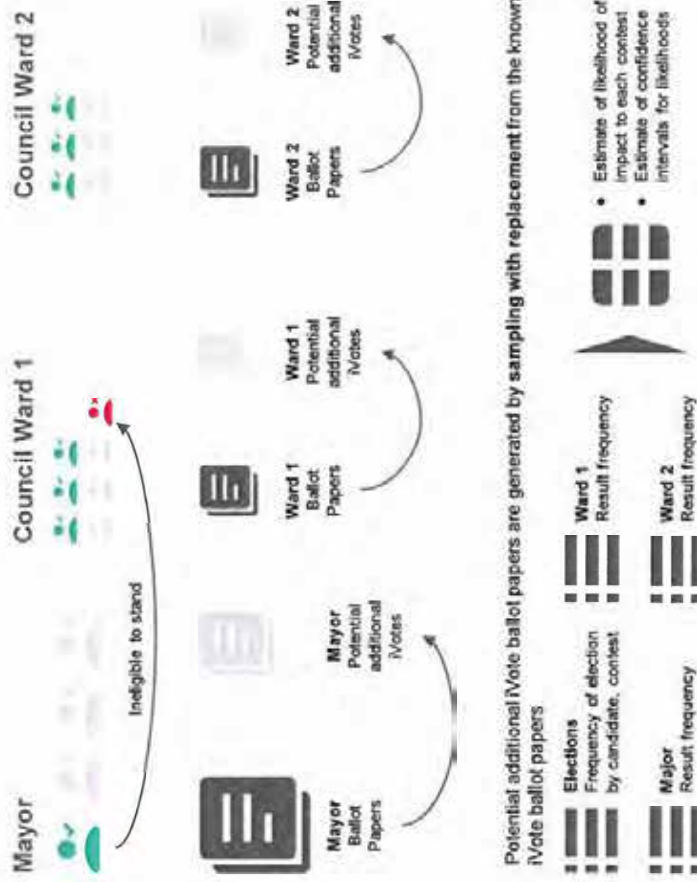 Mayor
Council Ward 1
Council Ward 2
Ineligible to stand
Mayor
Ballot
Papers
Mayor
Potential
additional
iVotes
Ward 1
Ballot
Papers
Ward 1
Potential
additional
iVotes
Ward 2
Ballot
Papers
Ward 2
Potential
additional
iVotes
Potential additional iVote ballot papers are generated by sampling with replacement from the known
iVote ballot papers
Elections
Frequency of election
by candidate, contest
Ward 1
Result frequency
Major
Result frequency
Ward 2
Result frequency
• Estimate of likelihood of
impact to each contest
• Estimate of confidence
intervals for likelihoods